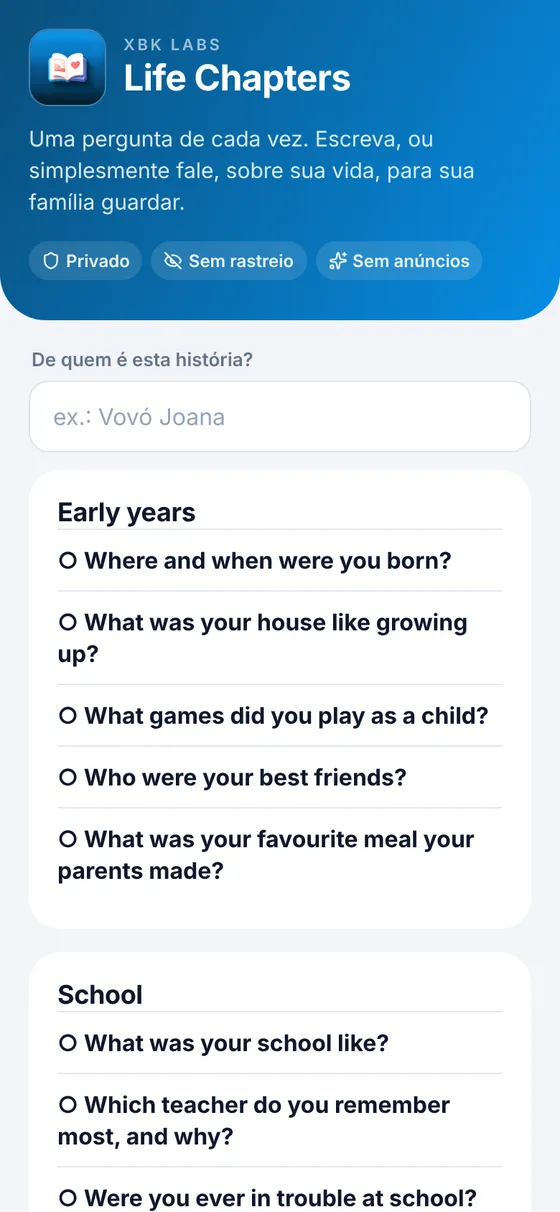 XBK LABS
Life Chapters
Uma pergunta de cada vez. Escreva, ou
simplesmente fale, sobre sua vida, para sua
família guardar.
Privado
Sem rastreio
Sem anúncios
De quem é esta história?
ex.: Vovó Joana
Early years
Where and when were you born?
What was your house like growing
up?
What games did you play as a child?
Who were your best friends?
What was your favourite meal your
parents made?
School
What was your school like?
Which teacher do you remember
most, and why?
Were you ever in trouble at school?